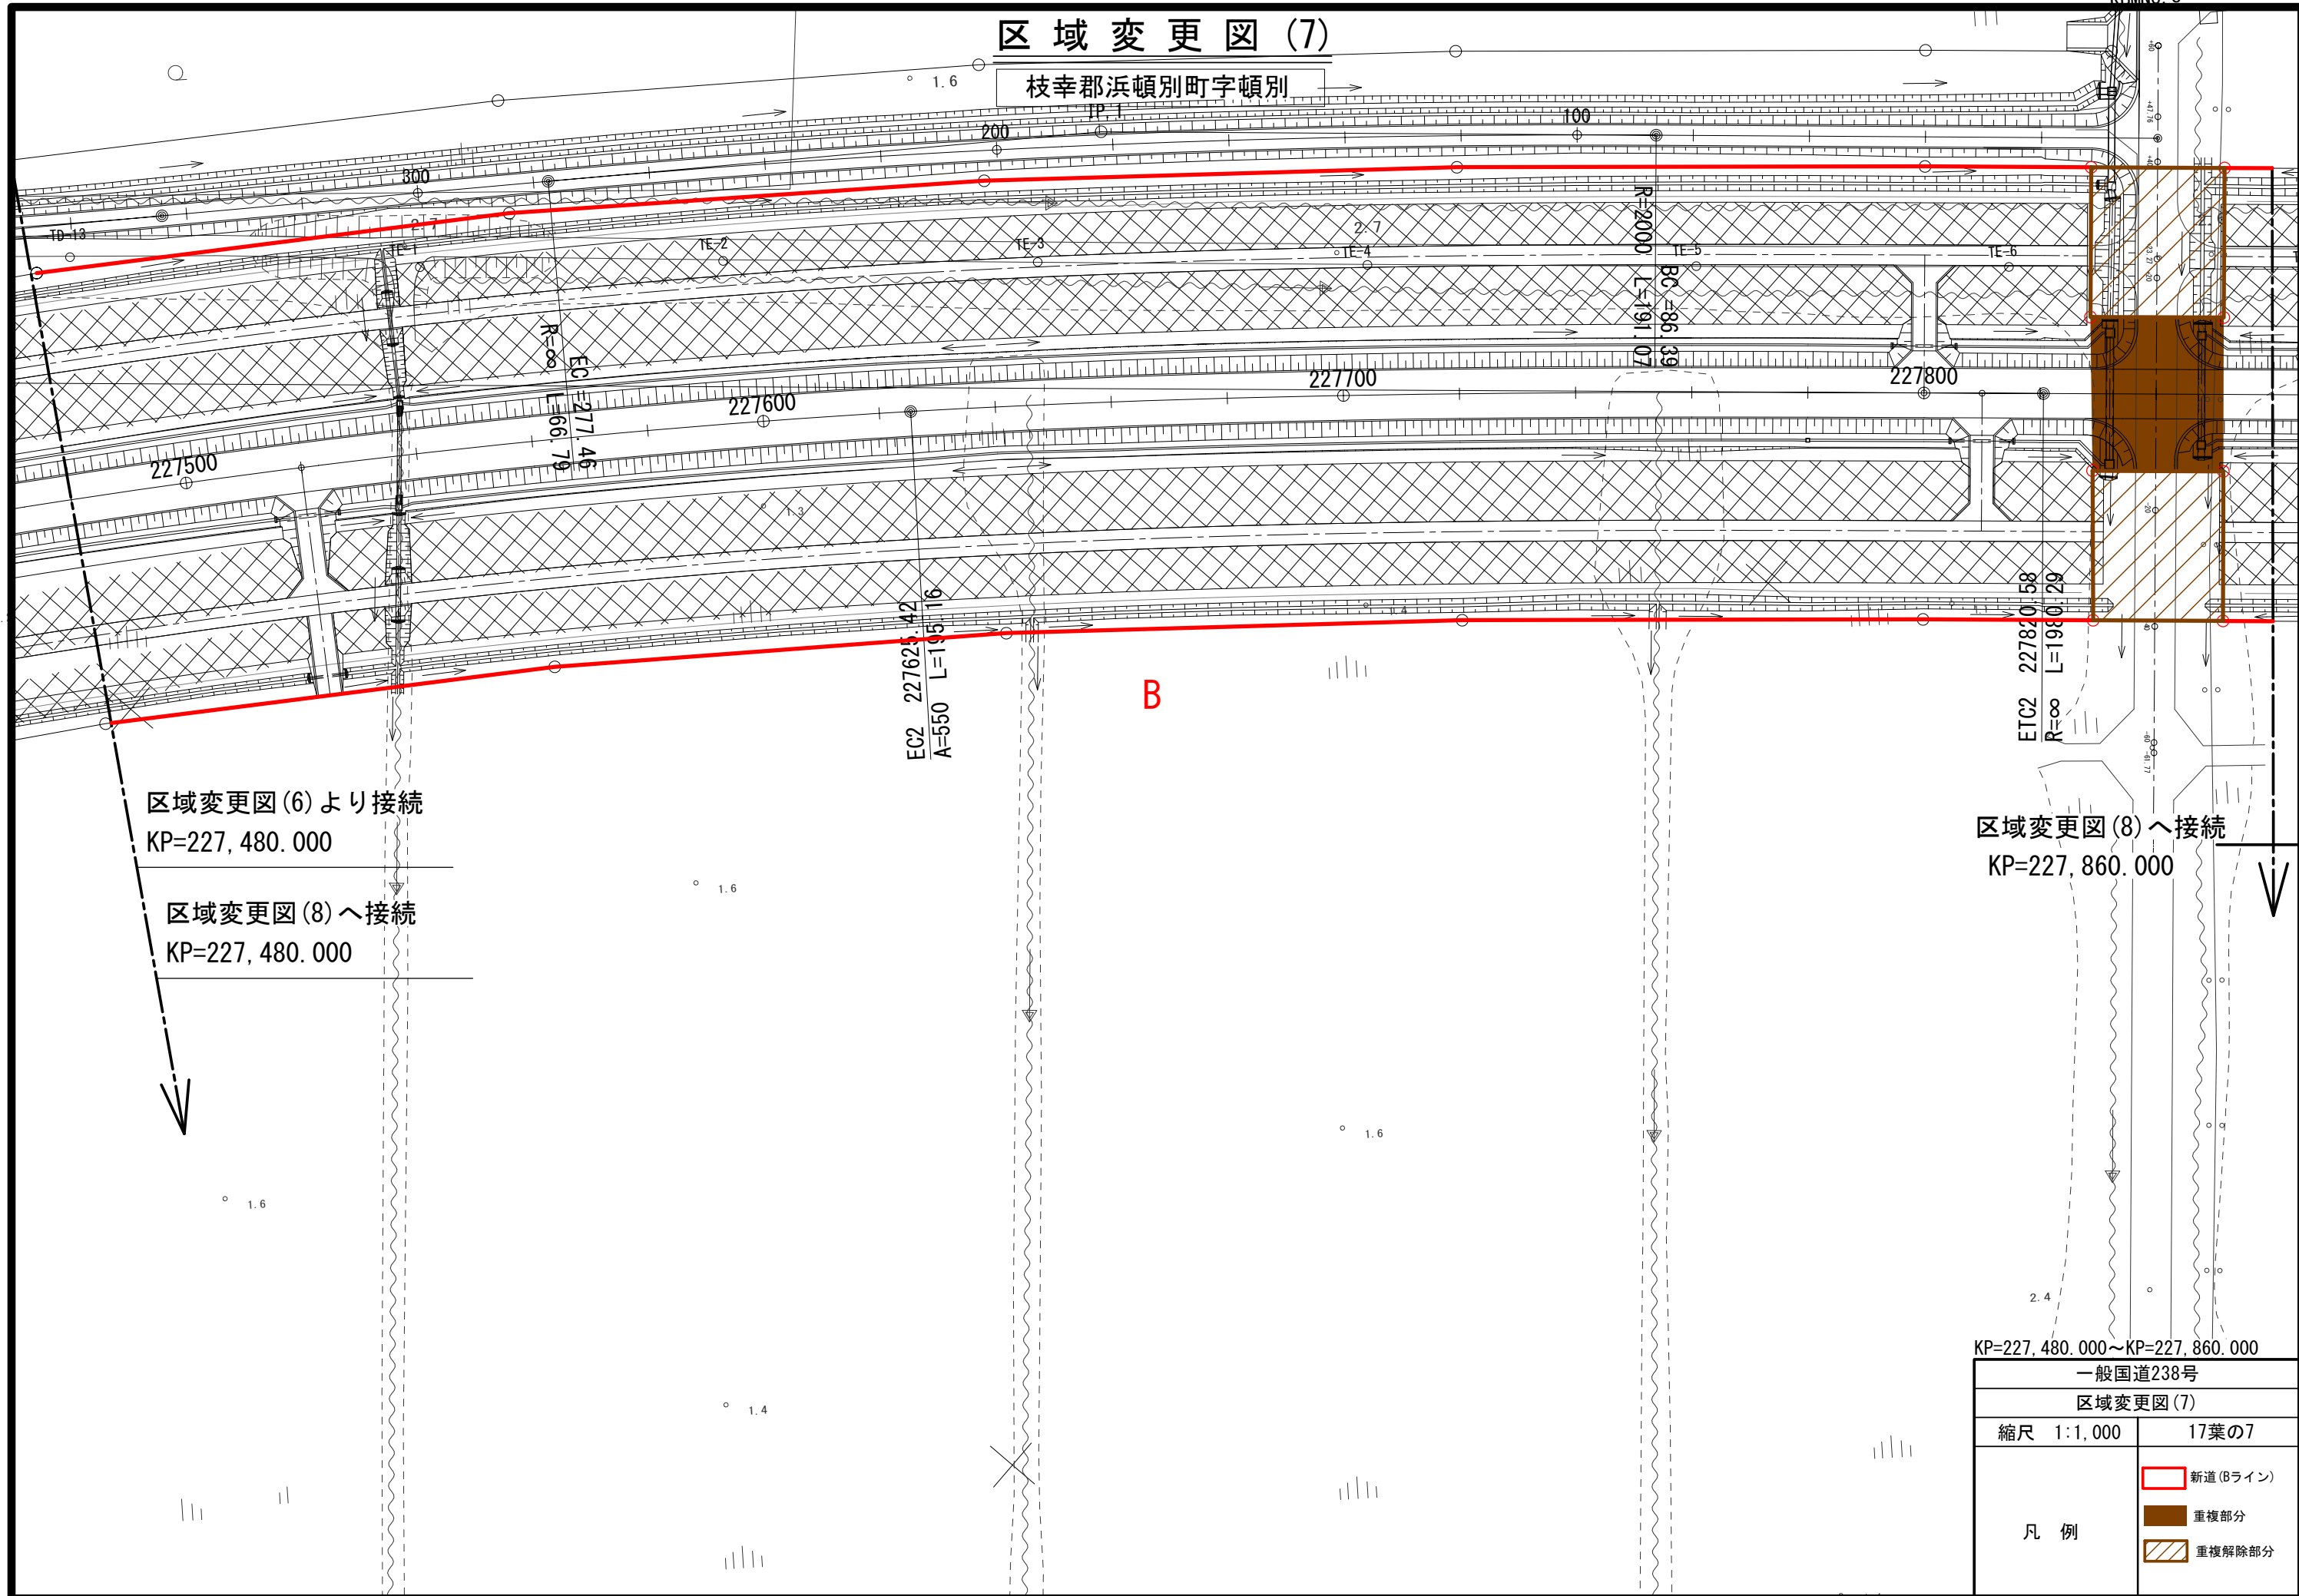 区域変更図(7)
枝幸郡浜頓別町字頓別
1.6
IP.1
200
100
300
TD-13
2.7
2.7
TE-1
TE-2
TE-3
TE-4
TE-5
TE-6
R=2000 L=191.07
BC =86.39
R=∞ L=66.79
EC =277.46
227500
227600
227700
227800
1.3
1.4
EC2 227625.42
A=550 L=195.16
ETC2 227820.58
R=∞ L=1980.29
B
区域変更図(6)より接続
KP=227,480.000
区域変更図(8)へ接続
KP=227,480.000
区域変更図(8)へ接続
KP=227,860.000
1.6
1.6
1.6
1.4
2.4
KP=227,480.000～KP=227,860.000
一般国道238号
区域変更図(7)
縮尺 1:1,000
17葉の7
凡 例
新道(Bライン)
重複部分
重複解除部分